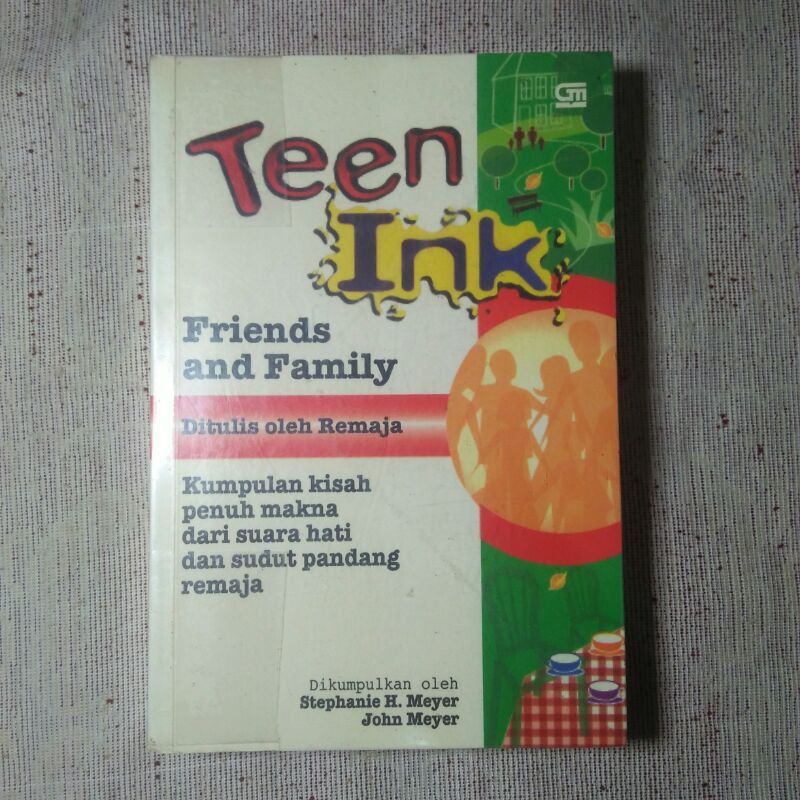 Teen
Ink
Friends
and Family
Ditulis oleh Remaja
Kumpulan kisah
penuh makna
dari suara hati
dan sudut pandang
remaja
Dikumpulkan oleh
Stephanie H. Meyer
John Meyer
GM